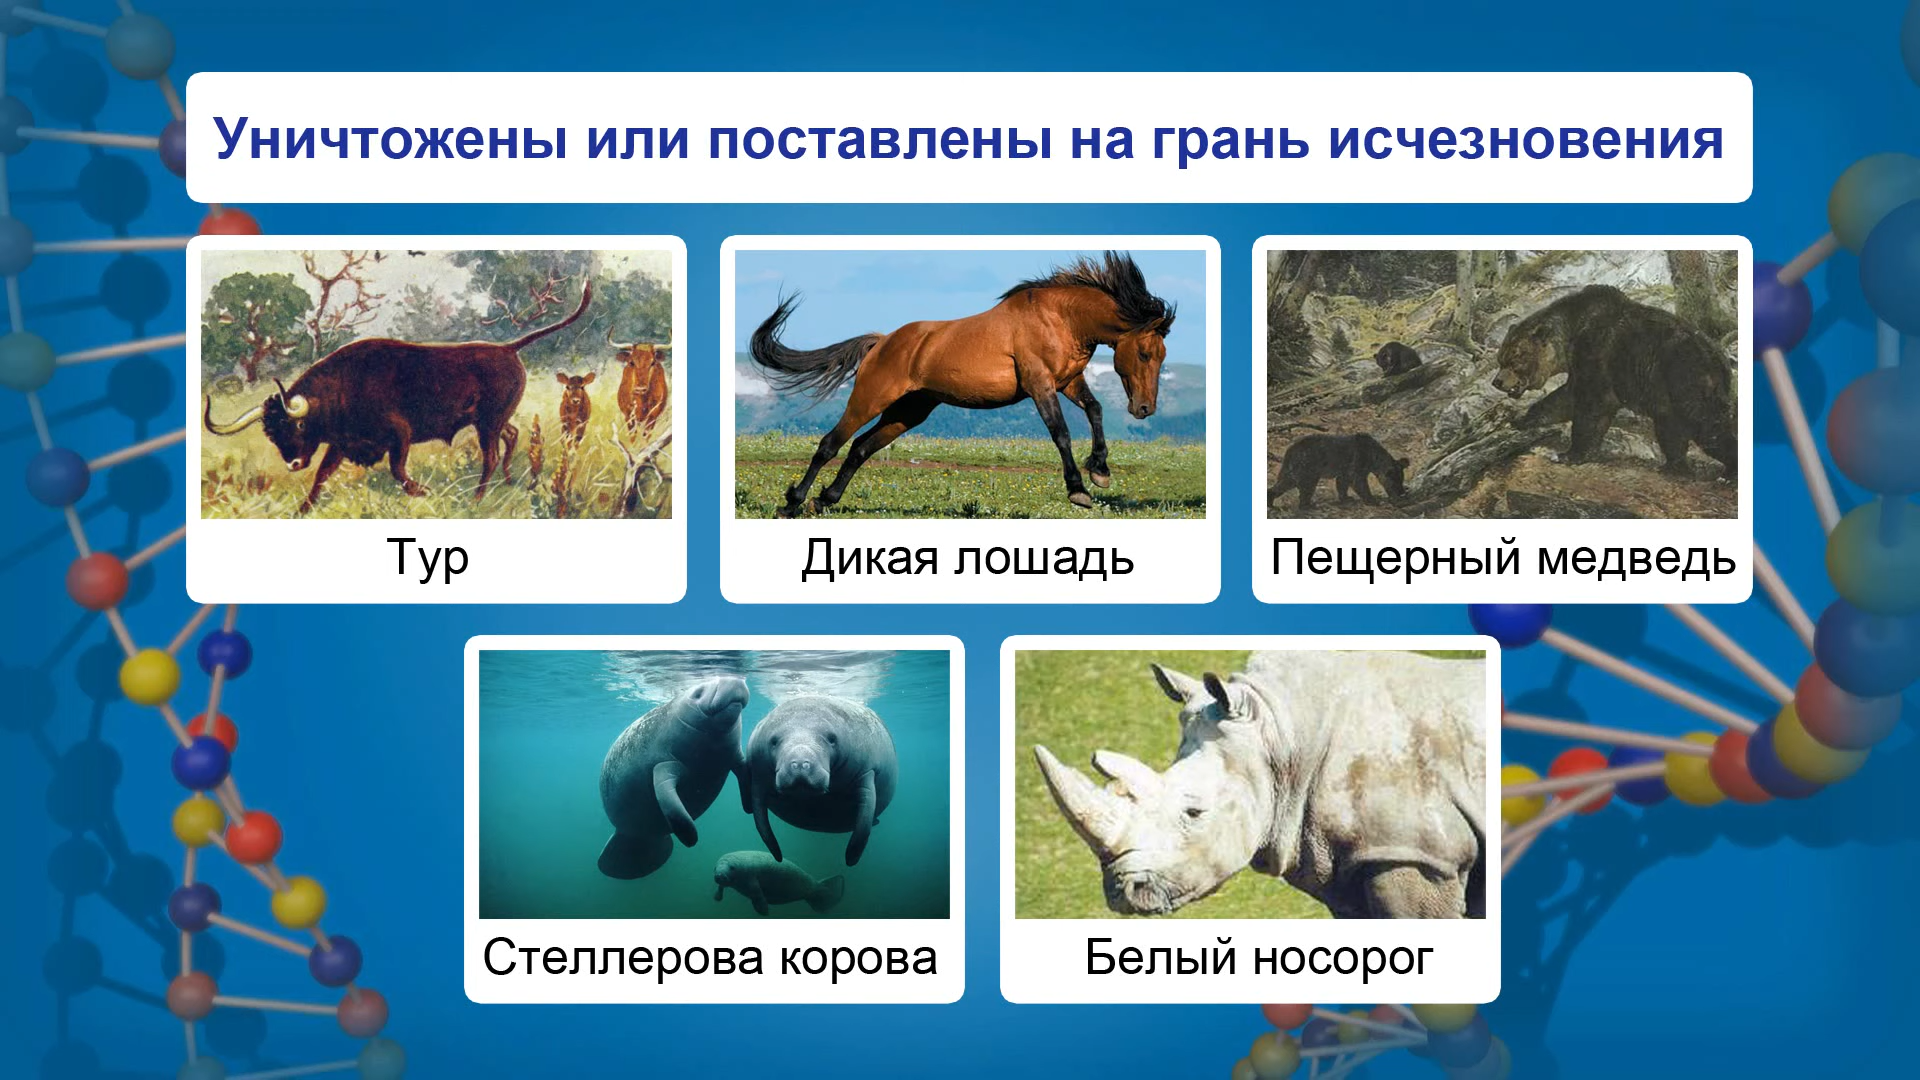 Уничтожены или поставлены на грань исчезновения
Тур
Дикая лошадь
Пещерный медведь
Стеллерова корова
Белый носорог